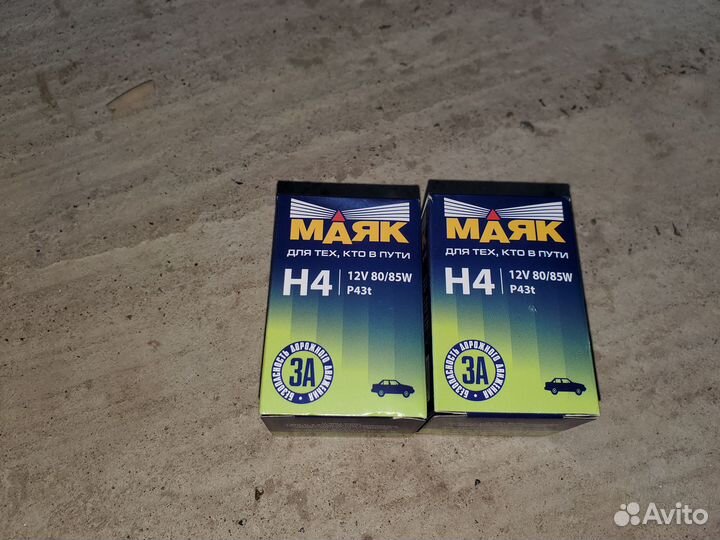 МАЯК
ДЛЯ ТЕХ, КТО В ПУТИ
H4
12V 80/85W
P43t
ЗА
БЕЗОПАСНОСТЬ ДОРОЖНОГО ДВИЖЕНИЯ
МАЯК
ДЛЯ ТЕХ, КТО В ПУТИ
H4
12V 80/85W
P43t
ЗА
БЕЗОПАСНОСТЬ ДОРОЖНОГО ДВИЖЕНИЯ
Avito